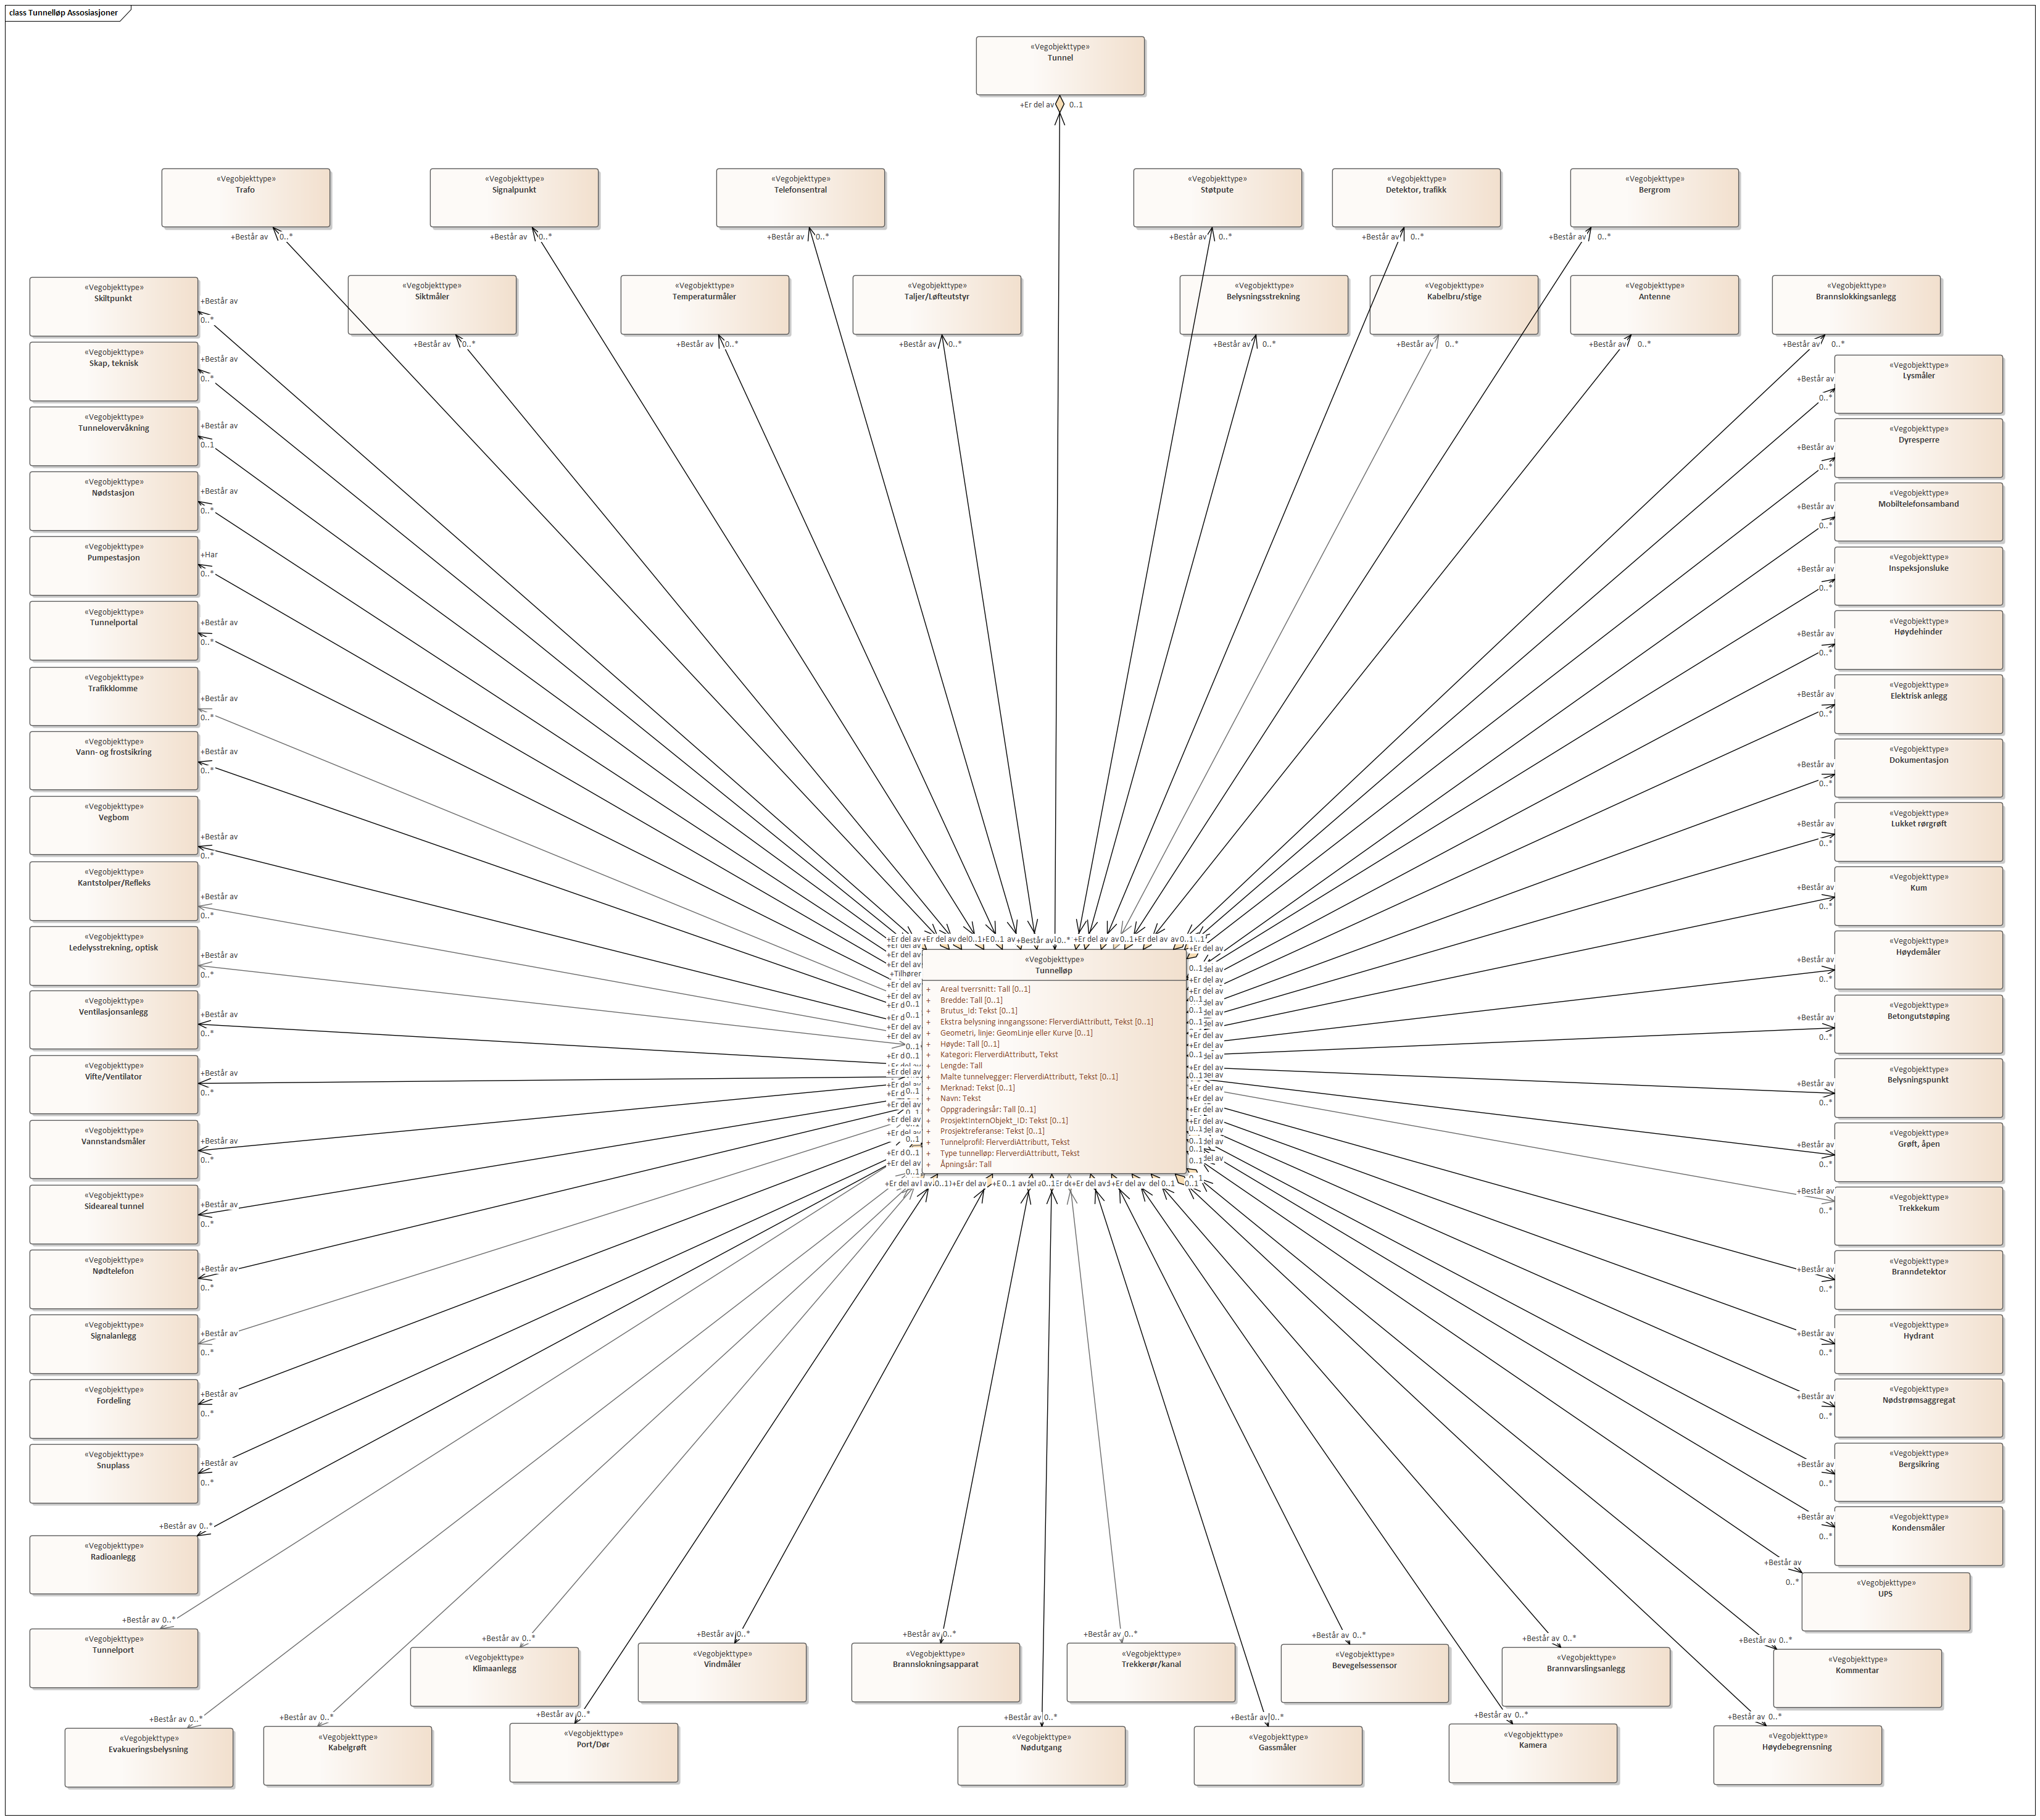 class Tunnelløp Assosiasjoner
«Vegobjekttype»
Tunnel
+Er del av
0..1
«Vegobjekttype»
Trafo
+Består av
0..*
«Vegobjekttype»
Signalpunkt
+Består av
0..*
«Vegobjekttype»
Telefonsentral
+Består av
0..*
«Vegobjekttype»
Støtpute
+Består av
0..*
«Vegobjekttype»
Detektor, trafikk
+Består av
0..*
«Vegobjekttype»
Bergrom
+Består av
0..*
«Vegobjekttype»
Siktmåler
+Består av
0..*
«Vegobjekttype»
Temperaturmåler
+Består av
0..*
«Vegobjekttype»
Taljer/Løfteutstyr
+Består av
0..*
«Vegobjekttype»
Belysningsstrekning
+Består av
0..*
«Vegobjekttype»
Kabelbru/stige
+Består av
0..*
«Vegobjekttype»
Antenne
+Består av
0..*
«Vegobjekttype»
Brannslokkingsanlegg
+Består av
0..*
«Vegobjekttype»
Skiltpunkt
+Består av
0..*
«Vegobjekttype»
Skap, teknisk
+Består av
0..*
«Vegobjekttype»
Tunnelovervåkning
+Består av
0..1
«Vegobjekttype»
Nødstasjon
+Består av
0..*
«Vegobjekttype»
Pumpestasjon
+Har
0..*
«Vegobjekttype»
Tunnelportal
+Består av
0..*
«Vegobjekttype»
Trafikklomme
+Består av
0..*
«Vegobjekttype»
Vann- og frostsikring
+Består av
0..*
«Vegobjekttype»
Vegbom
+Består av
0..*
«Vegobjekttype»
Kantstolper/Refleks
+Består av
0..*
«Vegobjekttype»
Ledelysstrekning, optisk
+Består av
0..*
«Vegobjekttype»
Ventilasjonsanlegg
+Består av
0..*
«Vegobjekttype»
Vifte/Ventilator
+Består av
0..*
«Vegobjekttype»
Vannstandsmåler
+Består av
0..*
«Vegobjekttype»
Sideareal tunnel
+Består av
0..*
«Vegobjekttype»
Nødtelefon
+Består av
0..*
«Vegobjekttype»
Signalanlegg
+Består av
0..*
«Vegobjekttype»
Fordeling
+Består av
0..*
«Vegobjekttype»
Snuplass
+Består av
0..*
«Vegobjekttype»
Radioanlegg
+Består av 0..*
«Vegobjekttype»
Tunnelport
+Består av 0..*
«Vegobjekttype»
Tunnelløp
+ Areal tverrsnitt: Tall [0..1]
+ Bredde: Tall [0..1]
+ Brutus_Id: Tekst [0..1]
+ Ekstra belysning inngangssone: FlerverdiAttributt, Tekst [0..1]
+ Geometri, linje: GeomLinje eller Kurve [0..1]
+ Høyde: Tall [0..1]
+ Kategori: FlerverdiAttributt, Tekst
+ Lengde: Tall
+ Malte tunnelvegger: FlerverdiAttributt, Tekst [0..1]
+ Merknad: Tekst [0..1]
+ Navn: Tekst
+ Oppgraderingsår: Tall [0..1]
+ ProsjektInternObjekt_ID: Tekst [0..1]
+ Prosjektreferanse: Tekst [0..1]
+ Tunnelprofil: FlerverdiAttributt, Tekst
+ Type tunnelløp: FlerverdiAttributt, Tekst
+ Åpningsår: Tall
«Vegobjekttype»
Lysmåler
+Består av
0..*
«Vegobjekttype»
Dyresperre
+Består av
0..*
«Vegobjekttype»
Mobiltelefonsamband
+Består av
0..*
«Vegobjekttype»
Inspeksjonsluke
+Består av
0..*
«Vegobjekttype»
Høydehinder
+Består av
0..*
«Vegobjekttype»
Elektrisk anlegg
+Består av
0..*
«Vegobjekttype»
Dokumentasjon
+Består av
0..*
«Vegobjekttype»
Lukket rørgrøft
+Består av
0..*
«Vegobjekttype»
Kum
+Består av
0..*
«Vegobjekttype»
Høydemåler
+Består av
0..*
«Vegobjekttype»
Betongutstøping
+Består av
0..*
«Vegobjekttype»
Belysningspunkt
+Består av
0..*
«Vegobjekttype»
Grøft, åpen
+Består av
0..*
«Vegobjekttype»
Trekkekum
+Består av
0..*
«Vegobjekttype»
Branndetektor
+Består av
0..*
«Vegobjekttype»
Hydrant
+Består av
0..*
«Vegobjekttype»
Nødstrømsaggregat
+Består av
0..*
«Vegobjekttype»
Bergsikring
+Består av
0..*
«Vegobjekttype»
Kondensmåler
+Består av
0..*
«Vegobjekttype»
UPS
+Består av
0..*
«Vegobjekttype»
Klimaanlegg
+Består av 0..*
«Vegobjekttype»
Vindmåler
+Består av 0..*
«Vegobjekttype»
Brannslokningsapparat
+Består av 0..*
«Vegobjekttype»
Trekkerør/kanal
+Består av 0..*
«Vegobjekttype»
Bevegelsessensor
+Består av 0..*
«Vegobjekttype»
Brannvarslingsanlegg
+Består av 0..*
«Vegobjekttype»
Kommentar
+Består av 0..*
«Vegobjekttype»
Evakueringsbelysning
+Består av 0..*
«Vegobjekttype»
Kabelgrøft
+Består av 0..*
«Vegobjekttype»
Port/Dør
+Består av 0..*
«Vegobjekttype»
Nødutgang
+Består av 0..*
«Vegobjekttype»
Gassmåler
+Består av 0..*
«Vegobjekttype»
Kamera
+Består av 0..*
«Vegobjekttype»
Høydebegrensning
+Består av 0..*